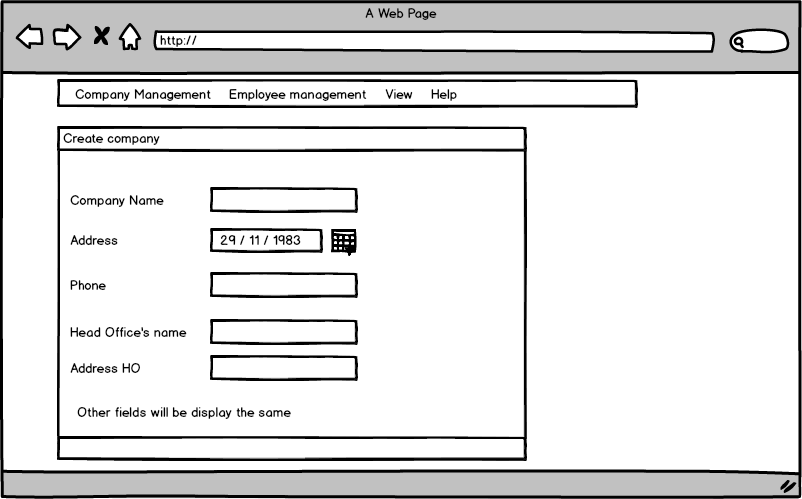 A Web Page
http://
Company Management Employee management View Help
Create company
Company Name
Address 29 / 11 / 1983
Phone
Head Office's name
Address HO
Other fields will be display the same